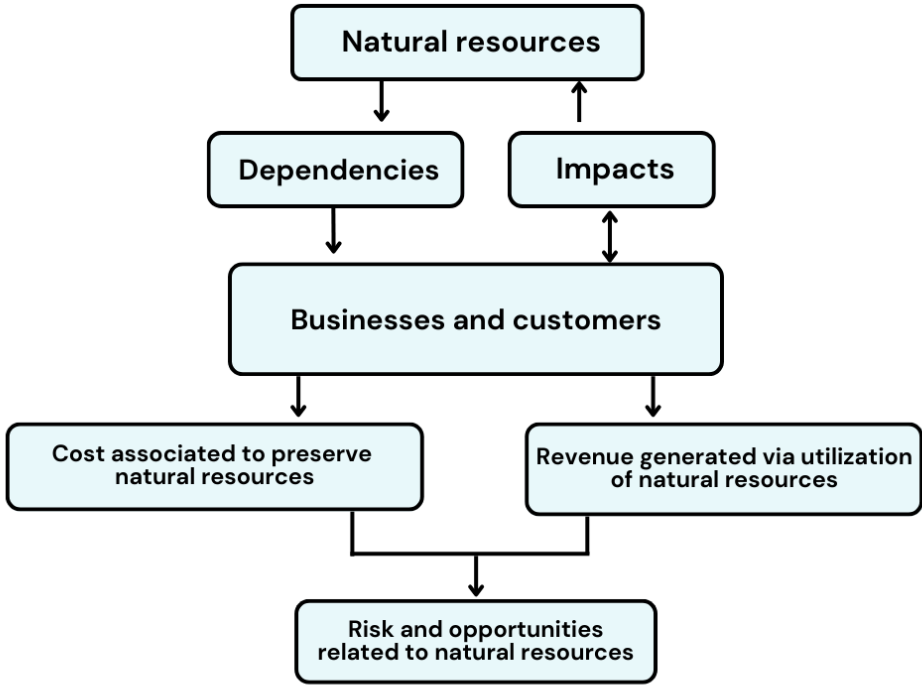 Natural resources
Dependencies
Impacts
Businesses and customers
Cost associated to preserve
natural resources
Revenue generated via utilization
of natural resources
Risk and opportunities
related to natural resources